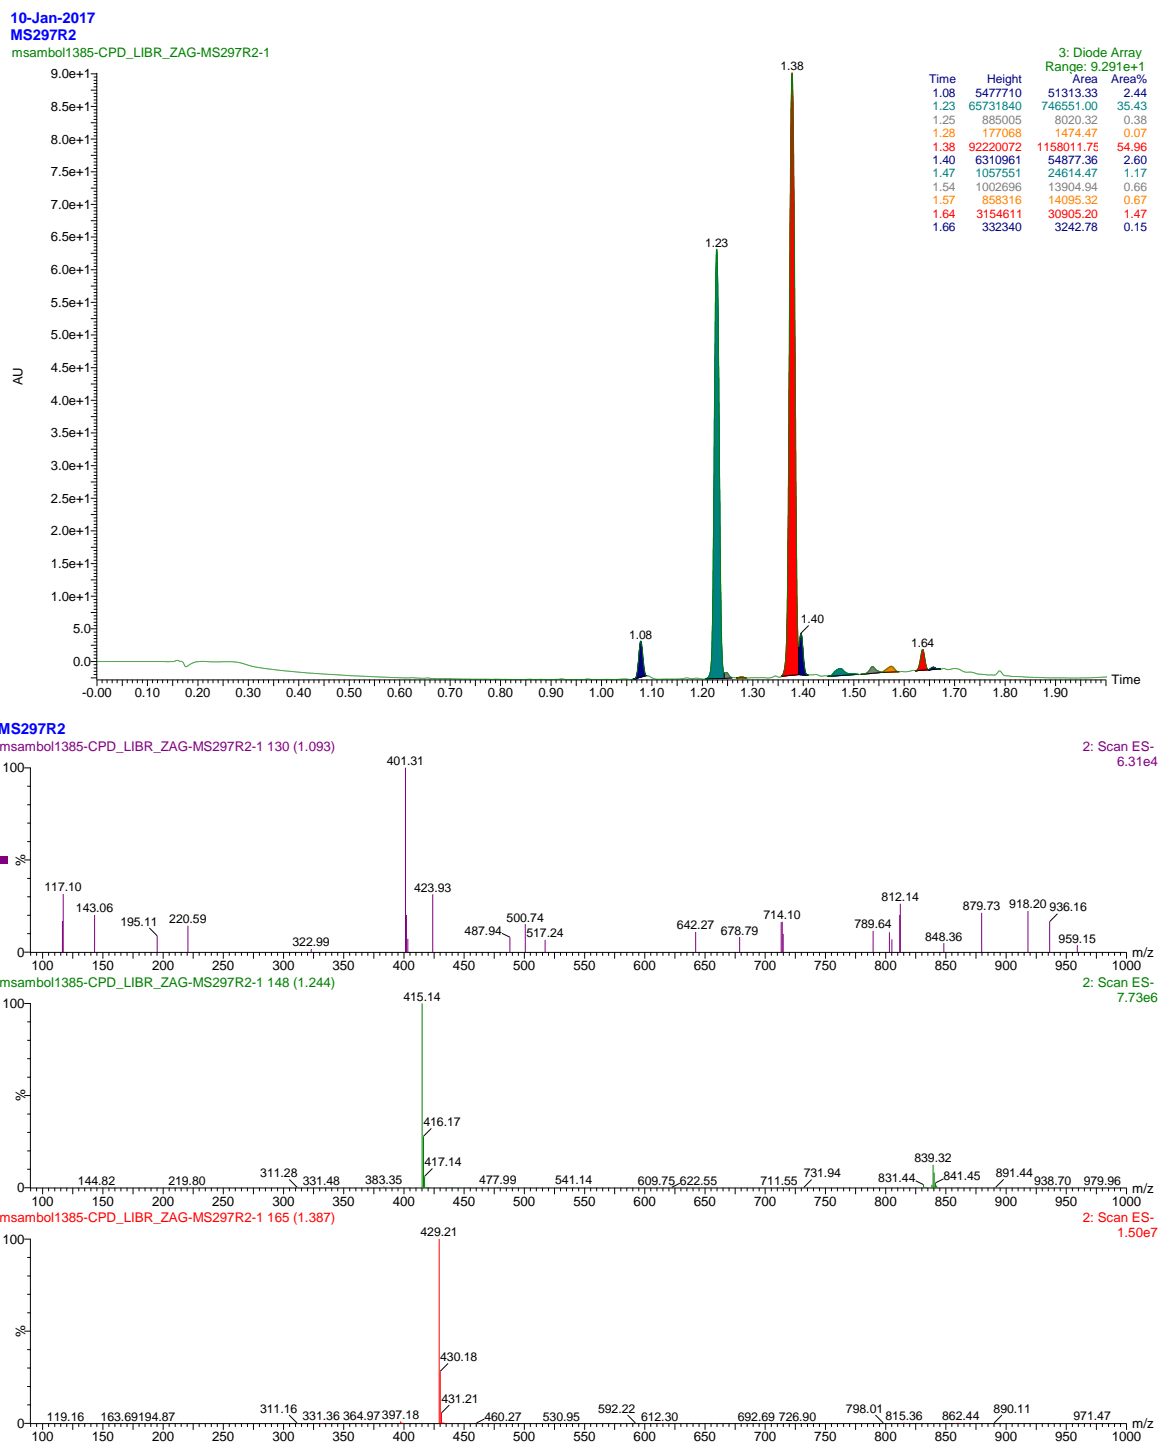 10-Jan-2017
MS297R2
msambol1385-CPD_LIBR_ZAG-MS297R2-1
3: Diode Array
Range: 9.291e+1
Time Height Area Area%
1.08 5477710 51313.33 2.44
1.23 65731840 746551.00 35.43
1.25 885005 8020.32 0.38
1.28 177068 1474.47 0.07
1.38 92220072 1158011.75 54.96
1.40 6310961 54877.36 2.60
1.47 1057551 24614.47 1.17
1.54 1002696 13904.94 0.66
1.57 858316 14095.32 0.67
1.64 3154611 30905.20 1.47
1.66 332340 3242.78 0.15
1.38
1.23
1.08
1.40
1.64
AU
9.0e+1
8.5e+1
8.0e+1
7.5e+1
7.0e+1
6.5e+1
6.0e+1
5.5e+1
5.0e+1
4.5e+1
4.0e+1
3.5e+1
3.0e+1
2.5e+1
2.0e+1
1.5e+1
1.0e+1
5.0
0.0
-0.00 0.10 0.20 0.30 0.40 0.50 0.60 0.70 0.80 0.90 1.00 1.10 1.20 1.30 1.40 1.50 1.60 1.70 1.80 1.90 Time
MS297R2
msambol1385-CPD_LIBR_ZAG-MS297R2-1 130 (1.093)
2: Scan ES-
6.31e4
100
%
0
401.31
117.10 143.06 195.11 220.59 322.99 423.93 487.94 500.74 517.24 642.27 678.79 714.10 789.64 812.14 848.36 879.73 918.20 936.16 959.15
100 150 200 250 300 350 400 450 500 550 600 650 700 750 800 850 900 950 1000 m/z
msambol1385-CPD_LIBR_ZAG-MS297R2-1 148 (1.244)
2: Scan ES-
7.73e6
100
%
0
415.14
416.17
417.14
144.82 219.80 311.28 331.48 383.35 477.99 541.14 609.75 622.55 711.55 731.94 831.44 839.32 841.45 891.44 938.70 979.96
100 150 200 250 300 350 400 450 500 550 600 650 700 750 800 850 900 950 1000 m/z
msambol1385-CPD_LIBR_ZAG-MS297R2-1 165 (1.387)
2: Scan ES-
1.50e7
100
%
0
429.21
430.18
431.21
119.16 163.69 194.87 311.16 331.36 364.97 397.18 460.27 530.95 592.22 612.30 692.69 726.90 798.01 815.36 862.44 890.11 971.47
100 150 200 250 300 350 400 450 500 550 600 650 700 750 800 850 900 950 1000 m/z